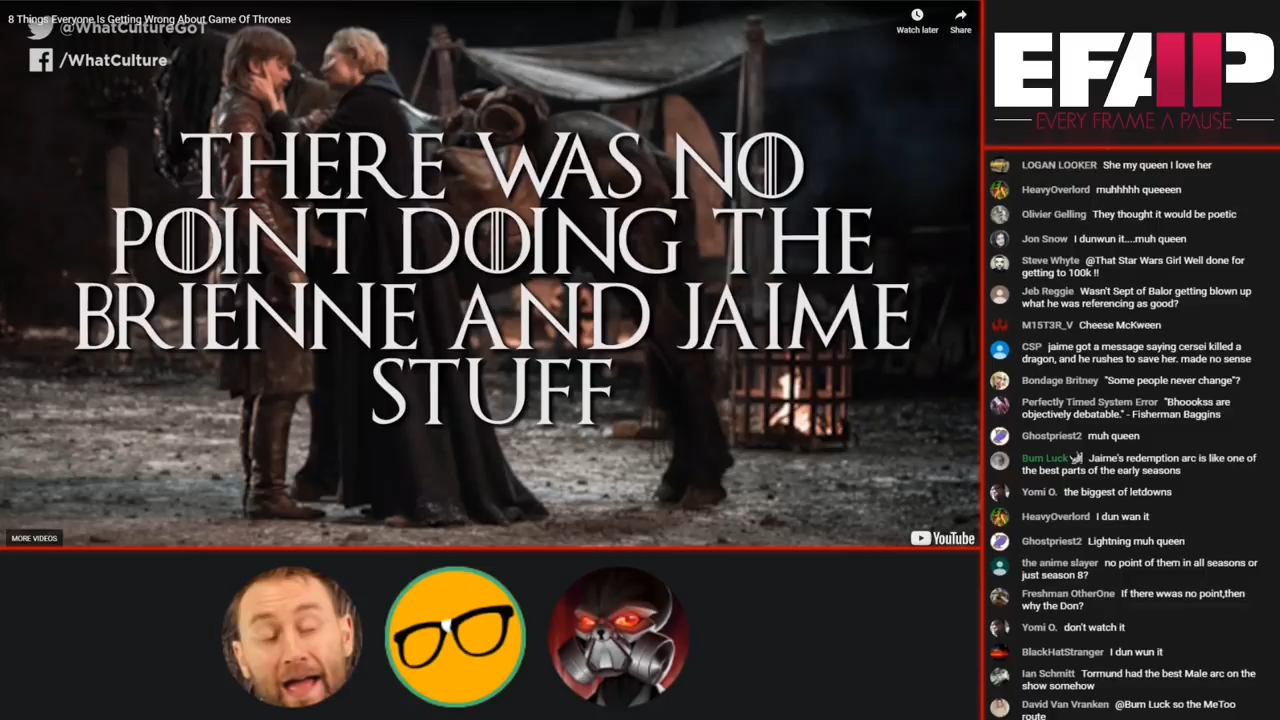 8 Things Everyone Is Getting Wrong About Game Of Thrones
@WhatCultureGoT
/WhatCulture
Watch later
Share
THERE WAS NO
POINT DOING THE
BRIENNE AND JAIME
STUFF
MORE VIDEOS
YouTube
EFAP
EVERY FRAME A PAUSE
LOGAN LOOKER She my queen I love her
HeavyOverlord muhhhhh queeeen
Olivier Gelling They thought it would be poetic
Jon Snow I dunwun it....muh queen
Steve Whyte @That Star Wars Girl Well done for
getting to 100k !!
Jeb Reggie Wasn't Sept of Balor getting blown up
what he was referencing as good?
M15T3R_V Cheese McKween
CSP jaime got a message saying cersei killed a
dragon, and he rushes to save her. made no sense
Bondage Britney "Some people never change"?
Perfectly Timed System Error "Bhoookss are
objectively debatable." - Fisherman Baggins
Ghostpriest2 muh queen
Bum Luck Jaime's redemption arc is like one of
the best parts of the early seasons
Yomi O. the biggest of letdowns
HeavyOverlord I dun wan it
Ghostpriest2 Lightning muh queen
the anime slayer no point of them in all seasons or
just season 8?
Freshman OtherOne If there wwas no point,then
why the Don?
Yomi O. don't watch it
BlackHatStranger I dun wun it
Ian Schmitt Tormund had the best Male arc on the
show somehow
David Van Vranken @Bum Luck so the MeToo
route